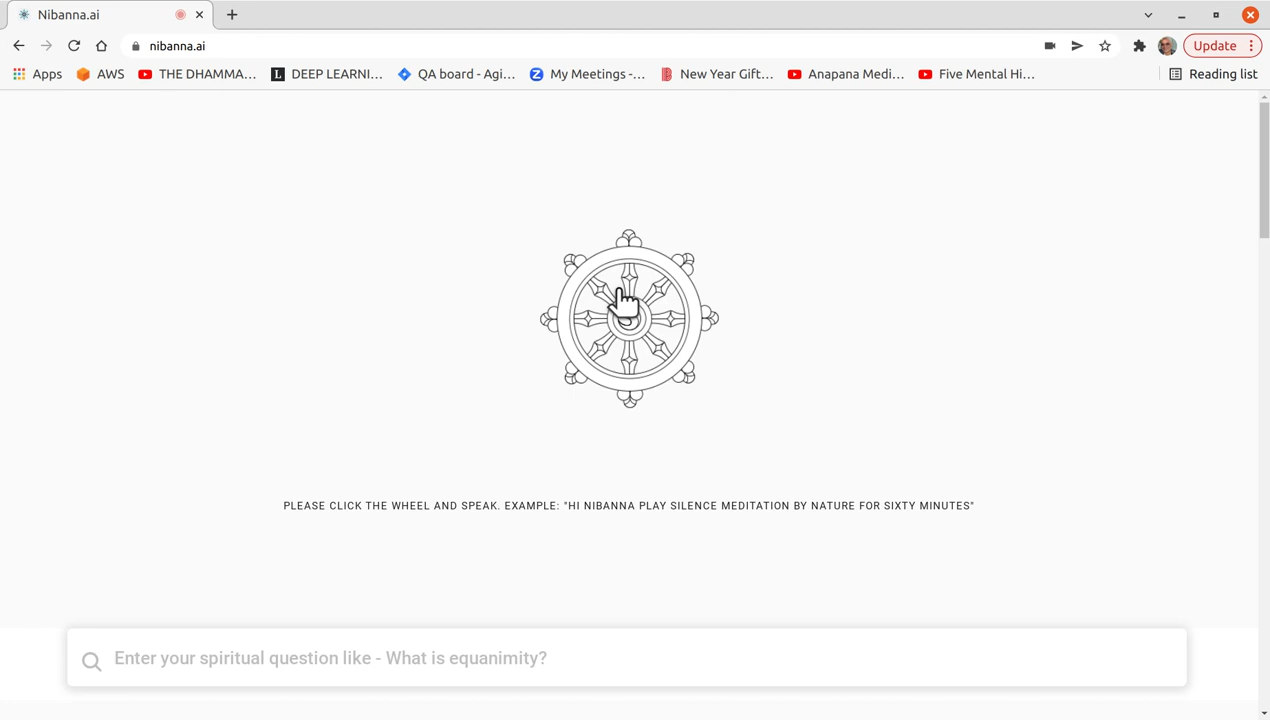 Nibanna.ai
nibanna.ai
Update
Apps AWS THE DHAMMA... DEEP LEARNI... QA board - Agi... My Meetings -... New Year Gift... Anapana Medi... Five Mental Hi... Reading list
PLEASE CLICK THE WHEEL AND SPEAK. EXAMPLE: "HI NIBANNA PLAY SILENCE MEDITATION BY NATURE FOR SIXTY MINUTES"
Enter your spiritual question like - What is equanimity?